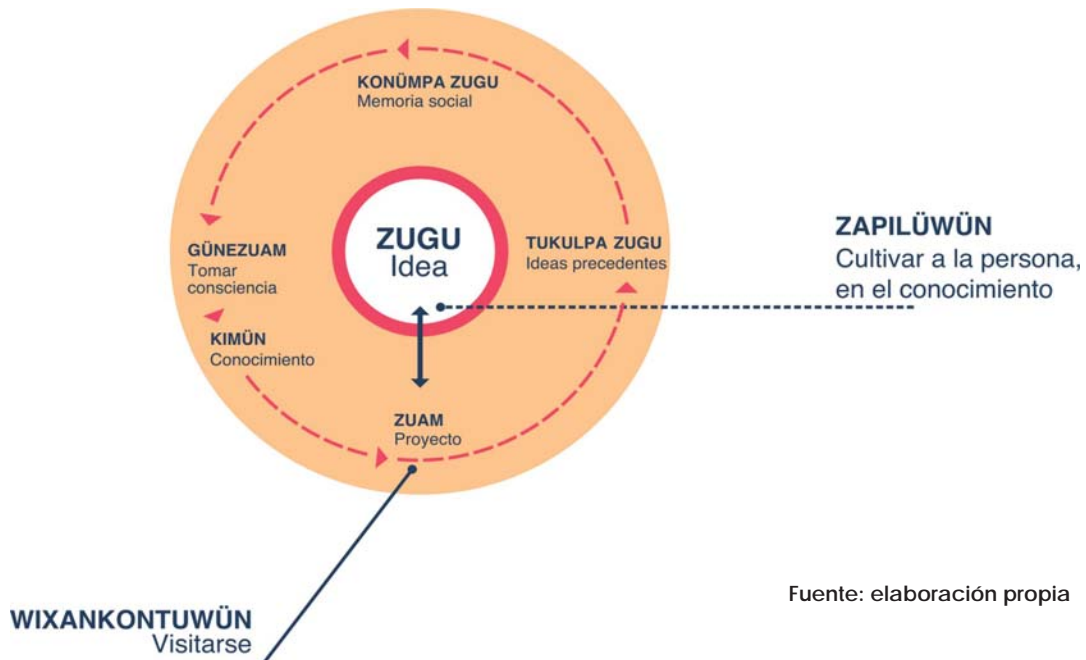 KONÜMPA ZUGU
Memoria social
ZUGU
Idea
TUKULPA ZUGU
Ideas precedentes
GÜNEZUAM
Tomar
consciencia
KIMÜN
Conocimiento
ZUAM
Proyecto
ZAPILÜWÜN
Cultivar a la persona,
en el conocimiento
WIXANKONTUWÜN
Visitarse
Fuente: elaboración propia